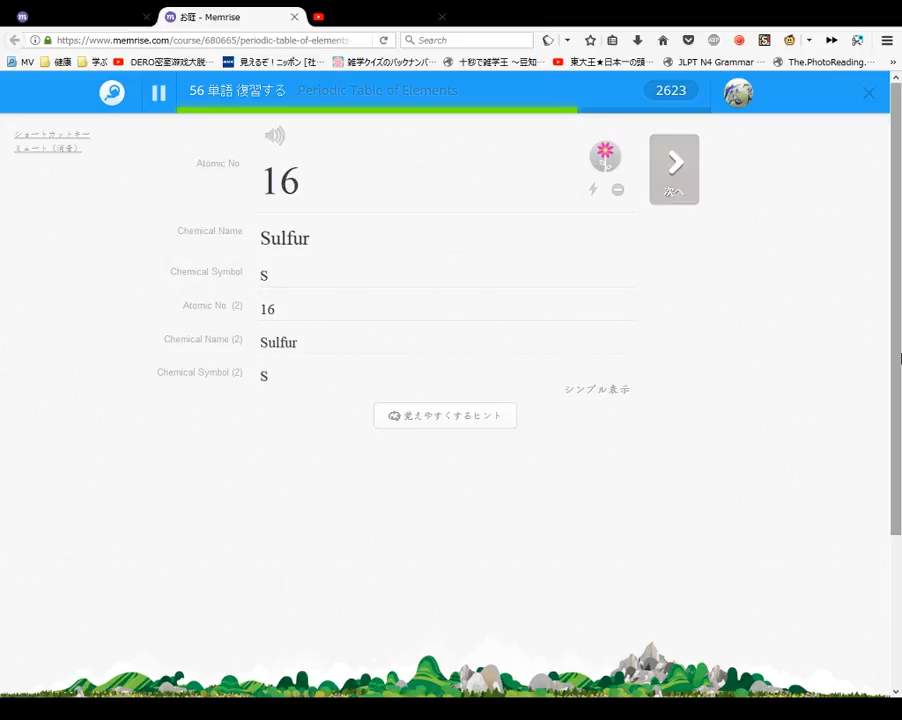 お庭 - Memrise
https://www.memrise.com/course/680665/periodic-table-of-elements
Search
MV 健康 学ぶ DERO密室游戏大脱… 見えるぞ！ニッポン [社… 雑学クイズのバックナンバ… 十秒で雑学王 ～豆知… 東大王★日本一の頭… JLPT N4 Grammar … The.PhotoReading.…
56 単語 復習する Periodic Table of Elements 2623
ショートカットキー
ミュート（消音）
Atomic No.
16
次へ
Chemical Name
Sulfur
Chemical Symbol
S
Atomic No. (2)
16
Chemical Name (2)
Sulfur
Chemical Symbol (2)
S
シンプル表示
覚えやすくするヒント